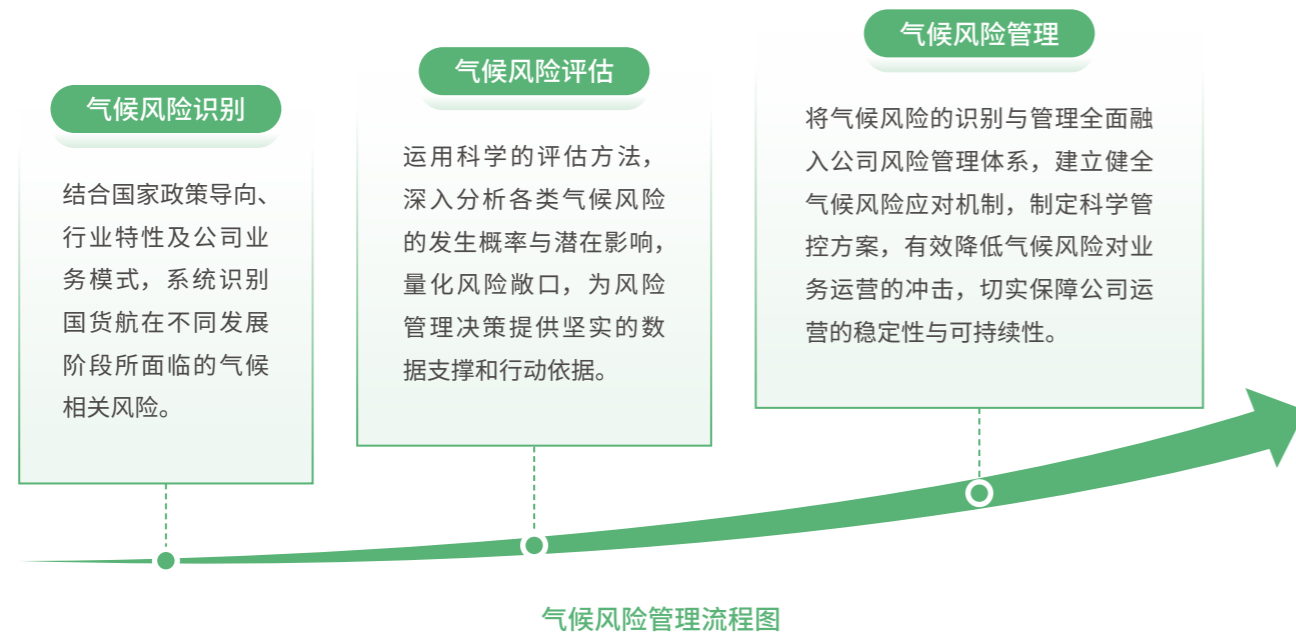 气候风险识别
结合国家政策导向、
行业特性及公司业
务模式，系统识别
国货航在不同发展
阶段所面临的气候
相关风险。
气候风险评估
运用科学的评估方法，
深入分析各类气候风险
的发生概率与潜在影响，
量化风险敞口，为风险
管理决策提供坚实的数
据支撑和行动依据。
气候风险管理
将气候风险的识别与管理全面融
入公司风险管理体系，建立健全
气候风险应对机制，制定科学管
控方案，有效降低气候风险对业
务运营的冲击，切实保障公司运
营的稳定性与可持续性。
气候风险管理流程图